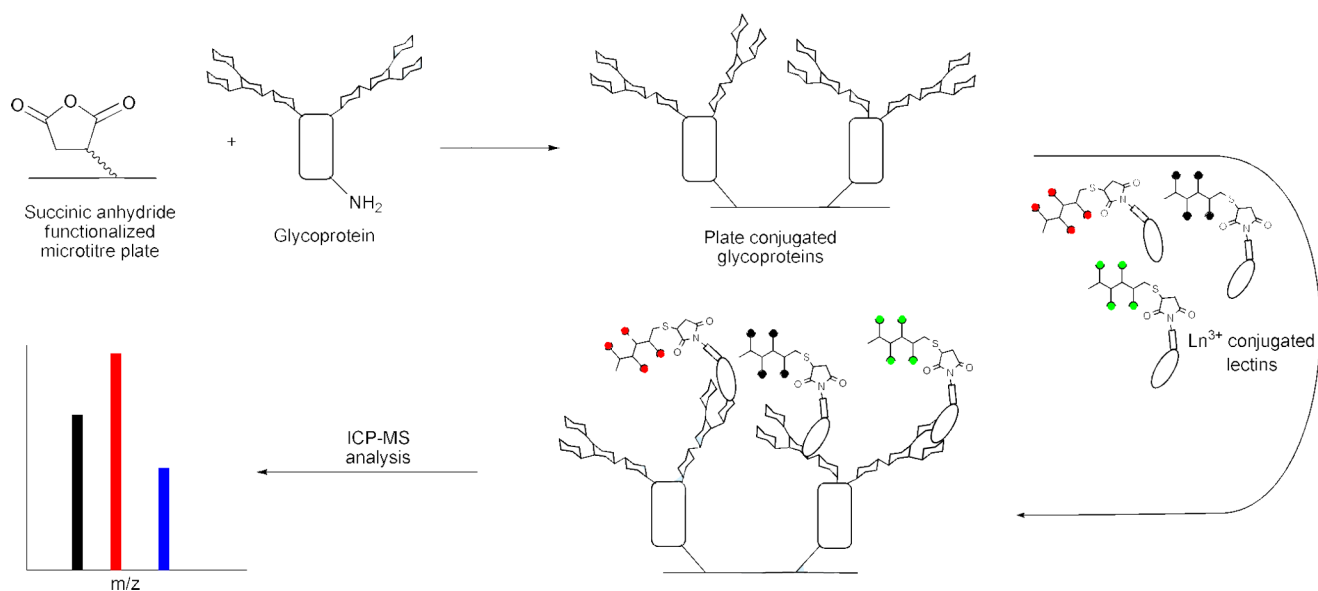 O
O
O
+
NH2
Succinic anhydride
functionalized
microtitre plate
Glycoprotein
Plate conjugated
glycoproteins
S
O
N
O
S
O
N
O
S
O
N
O
Ln3+ conjugated
lectins
S
O
N
O
S
O
N
O
S
O
N
O
ICP-MS
analysis
m/z